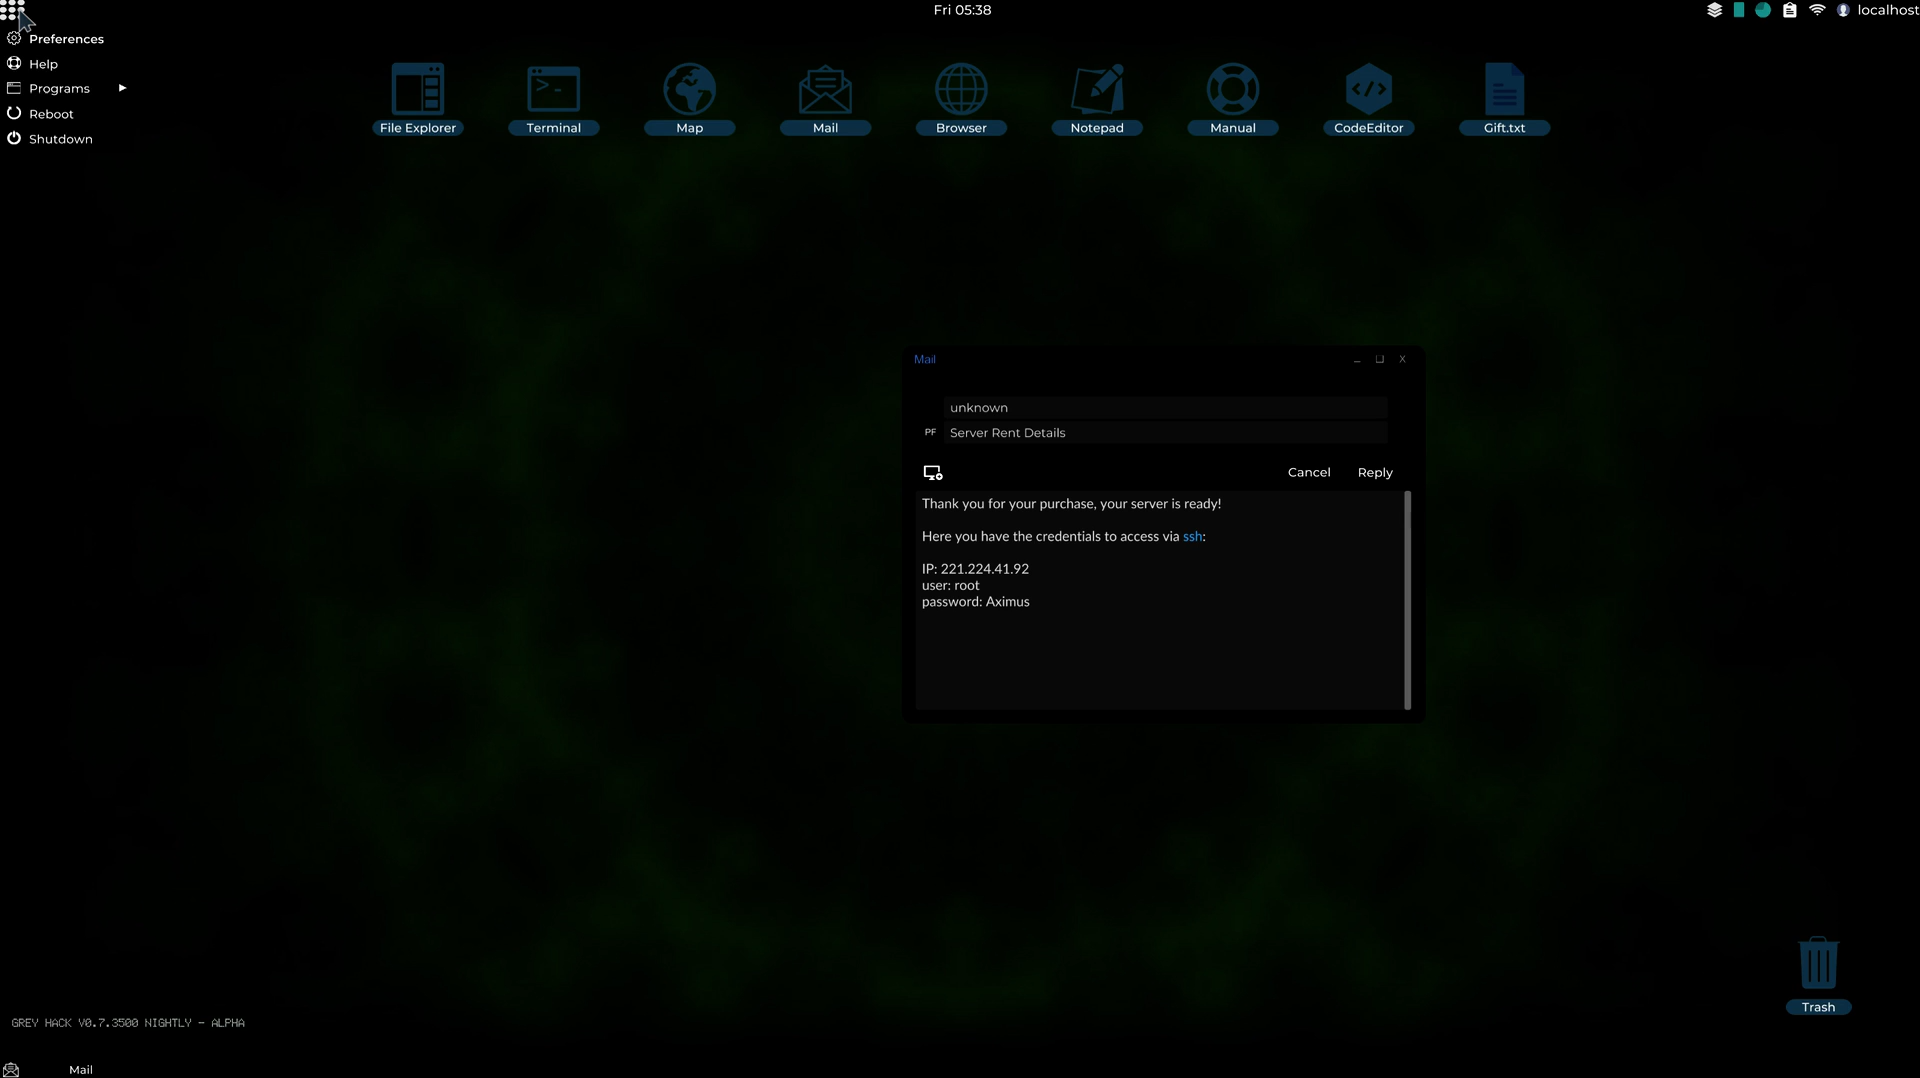 Fri 05:38
localhost
Preferences
Help
Programs
Reboot
Shutdown
File Explorer
Terminal
Map
Mail
Browser
Notepad
Manual
CodeEditor
Gift.txt
Mail
unknown
PF
Server Rent Details
Cancel
Reply
Thank you for your purchase, your server is ready!
Here you have the credentials to access via ssh:
IP: 221.224.41.92
user: root
password: Aximus
Trash
GREY HACK V0.7.3500 NIGHTLY - ALPHA
Mail